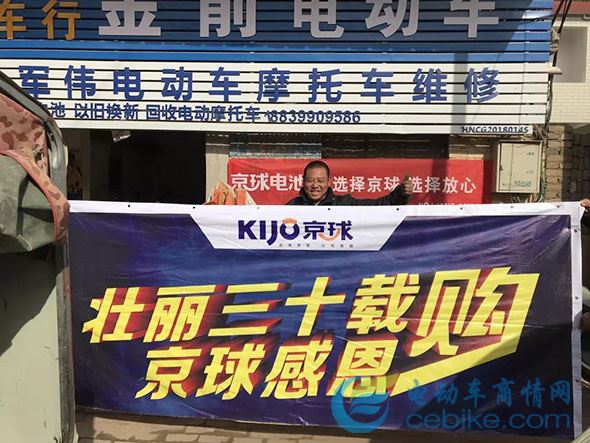 车行 金箭电动车
军伟电动车摩托车维修
池 以旧换新 回收电动摩托车 18839909586
HNCG20180145
京球电池 选择京球 选择放心
KIJO京球
壮丽三十载
京球感恩购
电动车商情网
cebike.com